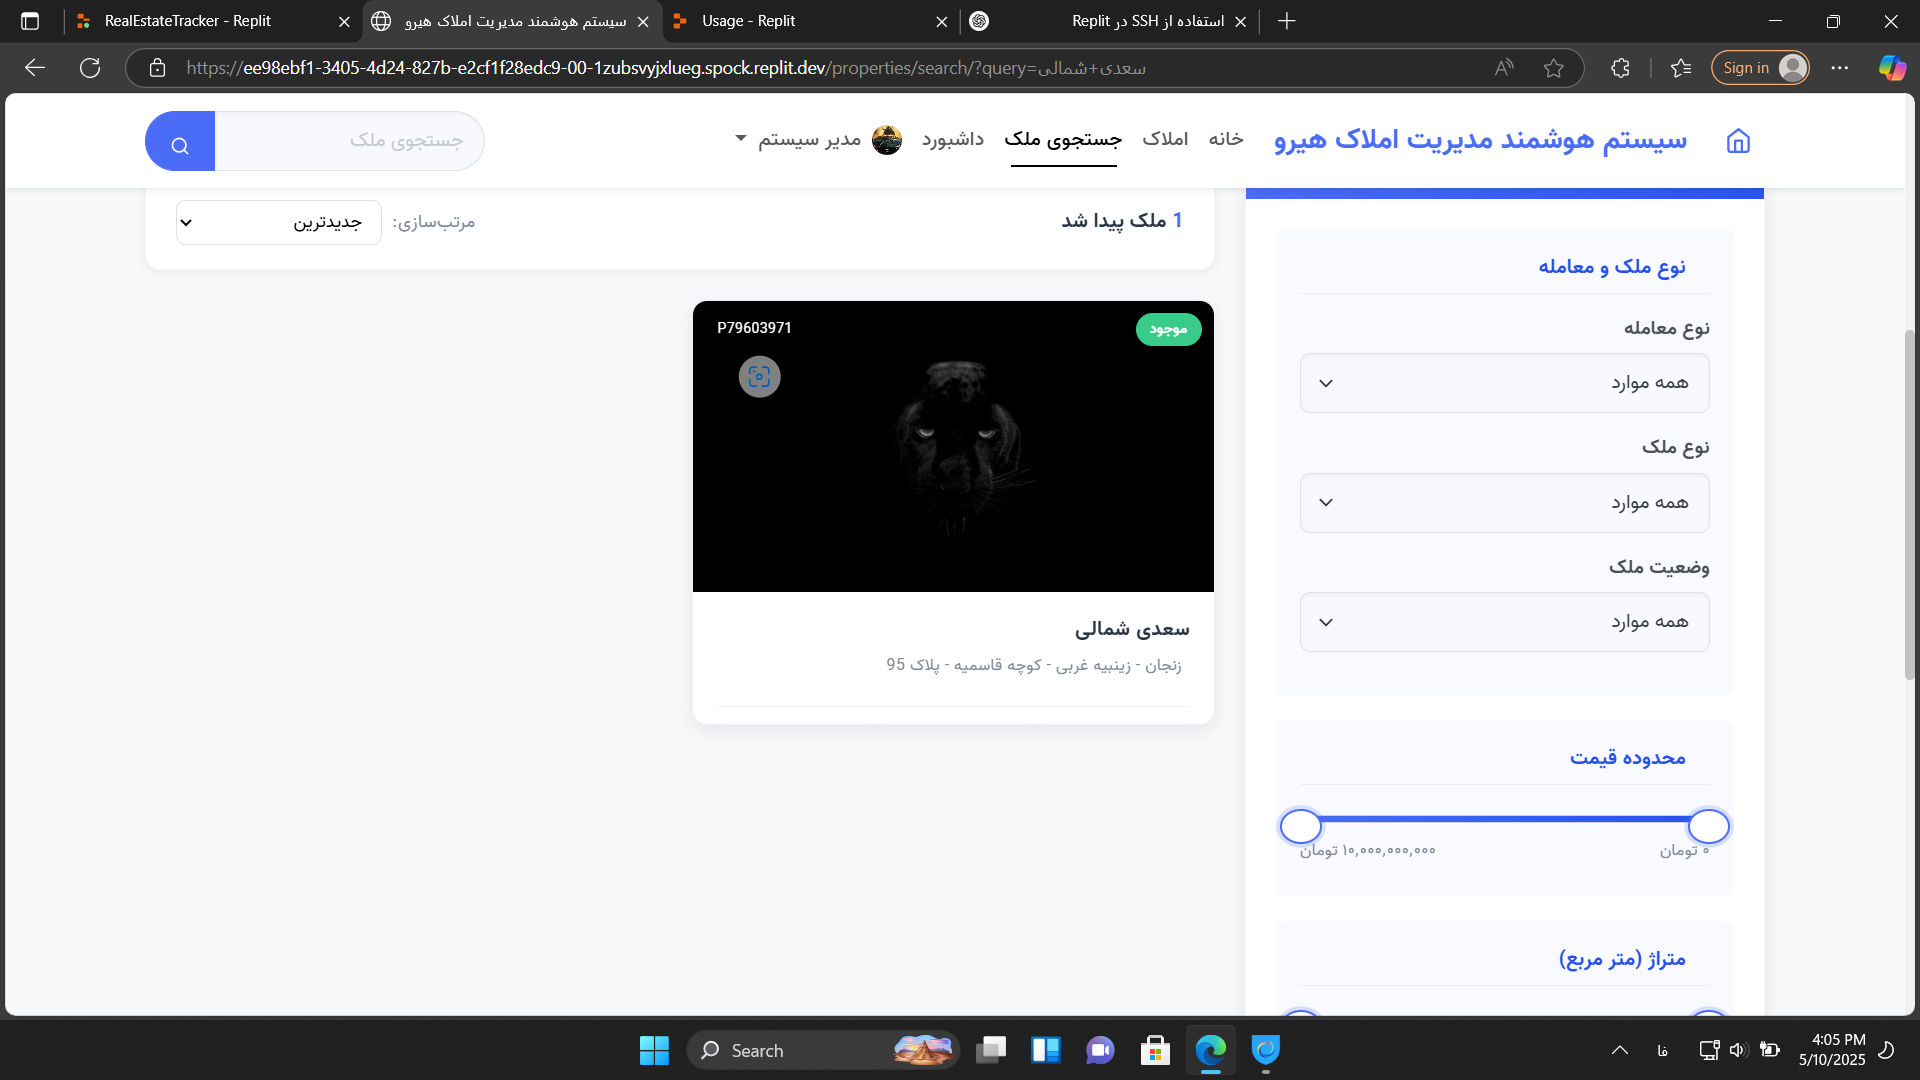 RealEstateTracker - Replit
سیستم هوشمند مدیریت املاک هیرو
Usage - Replit
استفاده از SSH در Replit
https://ee98ebf1-3405-4d24-827b-e2cf1f28edc9-00-1zubsvyjxlueg.spock.replit.dev/properties/search/?query=سعدی+شمالی
Sign in
سیستم هوشمند مدیریت املاک هیرو
خانه
املاک
جستجوی ملک
داشبورد
مدیر سیستم
جستجوی ملک
1 ملک پیدا شد
مرتب‌سازی:
جدیدترین
موجود
P79603971
سعدی شمالی
زنجان - زینبیه غربی - کوچه قاسمیه - پلاک 95
نوع ملک و معامله
نوع معامله
همه موارد
نوع ملک
همه موارد
وضعیت ملک
همه موارد
محدوده قیمت
۰ تومان
۱۰,۰۰۰,۰۰۰,۰۰۰ تومان
متراژ (متر مربع)
Search
فا
4:05 PM
5/10/2025